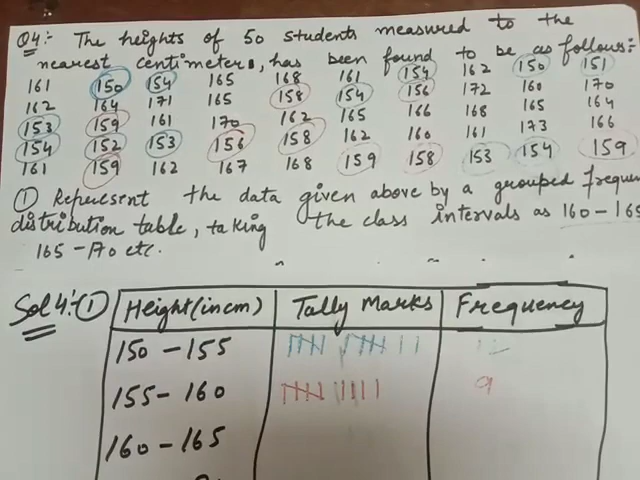 Q4:- The heights of 50 students measured to the
nearest centimeters, has been found to be as follows:-
161 150 154 165 168 161 154 162 150 151
162 164 171 165 158 154 156 172 160 170
153 159 161 170 162 165 166 168 165 164
154 152 153 156 158 162 160 161 173 166
161 159 162 167 168 159 158 153 154 159
① Represent the data given above by a grouped frequen
distribution table, taking the class intervals as 160-165
165-170 etc.
Sol 4:-① Height(in cm) Tally Marks Frequency
150-155 12
155-160 9
160-165